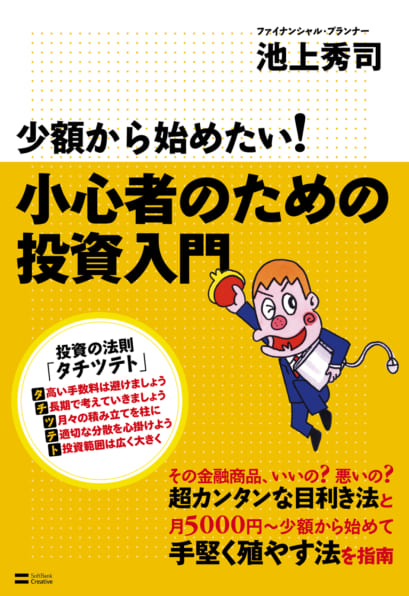 ファイナンシャル・プランナー
池上秀司
少額から始めたい!
小心者のための
投資入門
投資の法則
「タチツテト」
タ高い手数料は避けましょう
チ長期で考えていきましょう
ツ月々の積み立てを柱に
テ適切な分散を心掛けよう
ト投資範囲は広く大きく
その金融商品、いいの?悪いの?
超カンタンな目利き法と
月5000円〜少額から始めて
手堅く殖やす法を指南
SoftBank
Creative